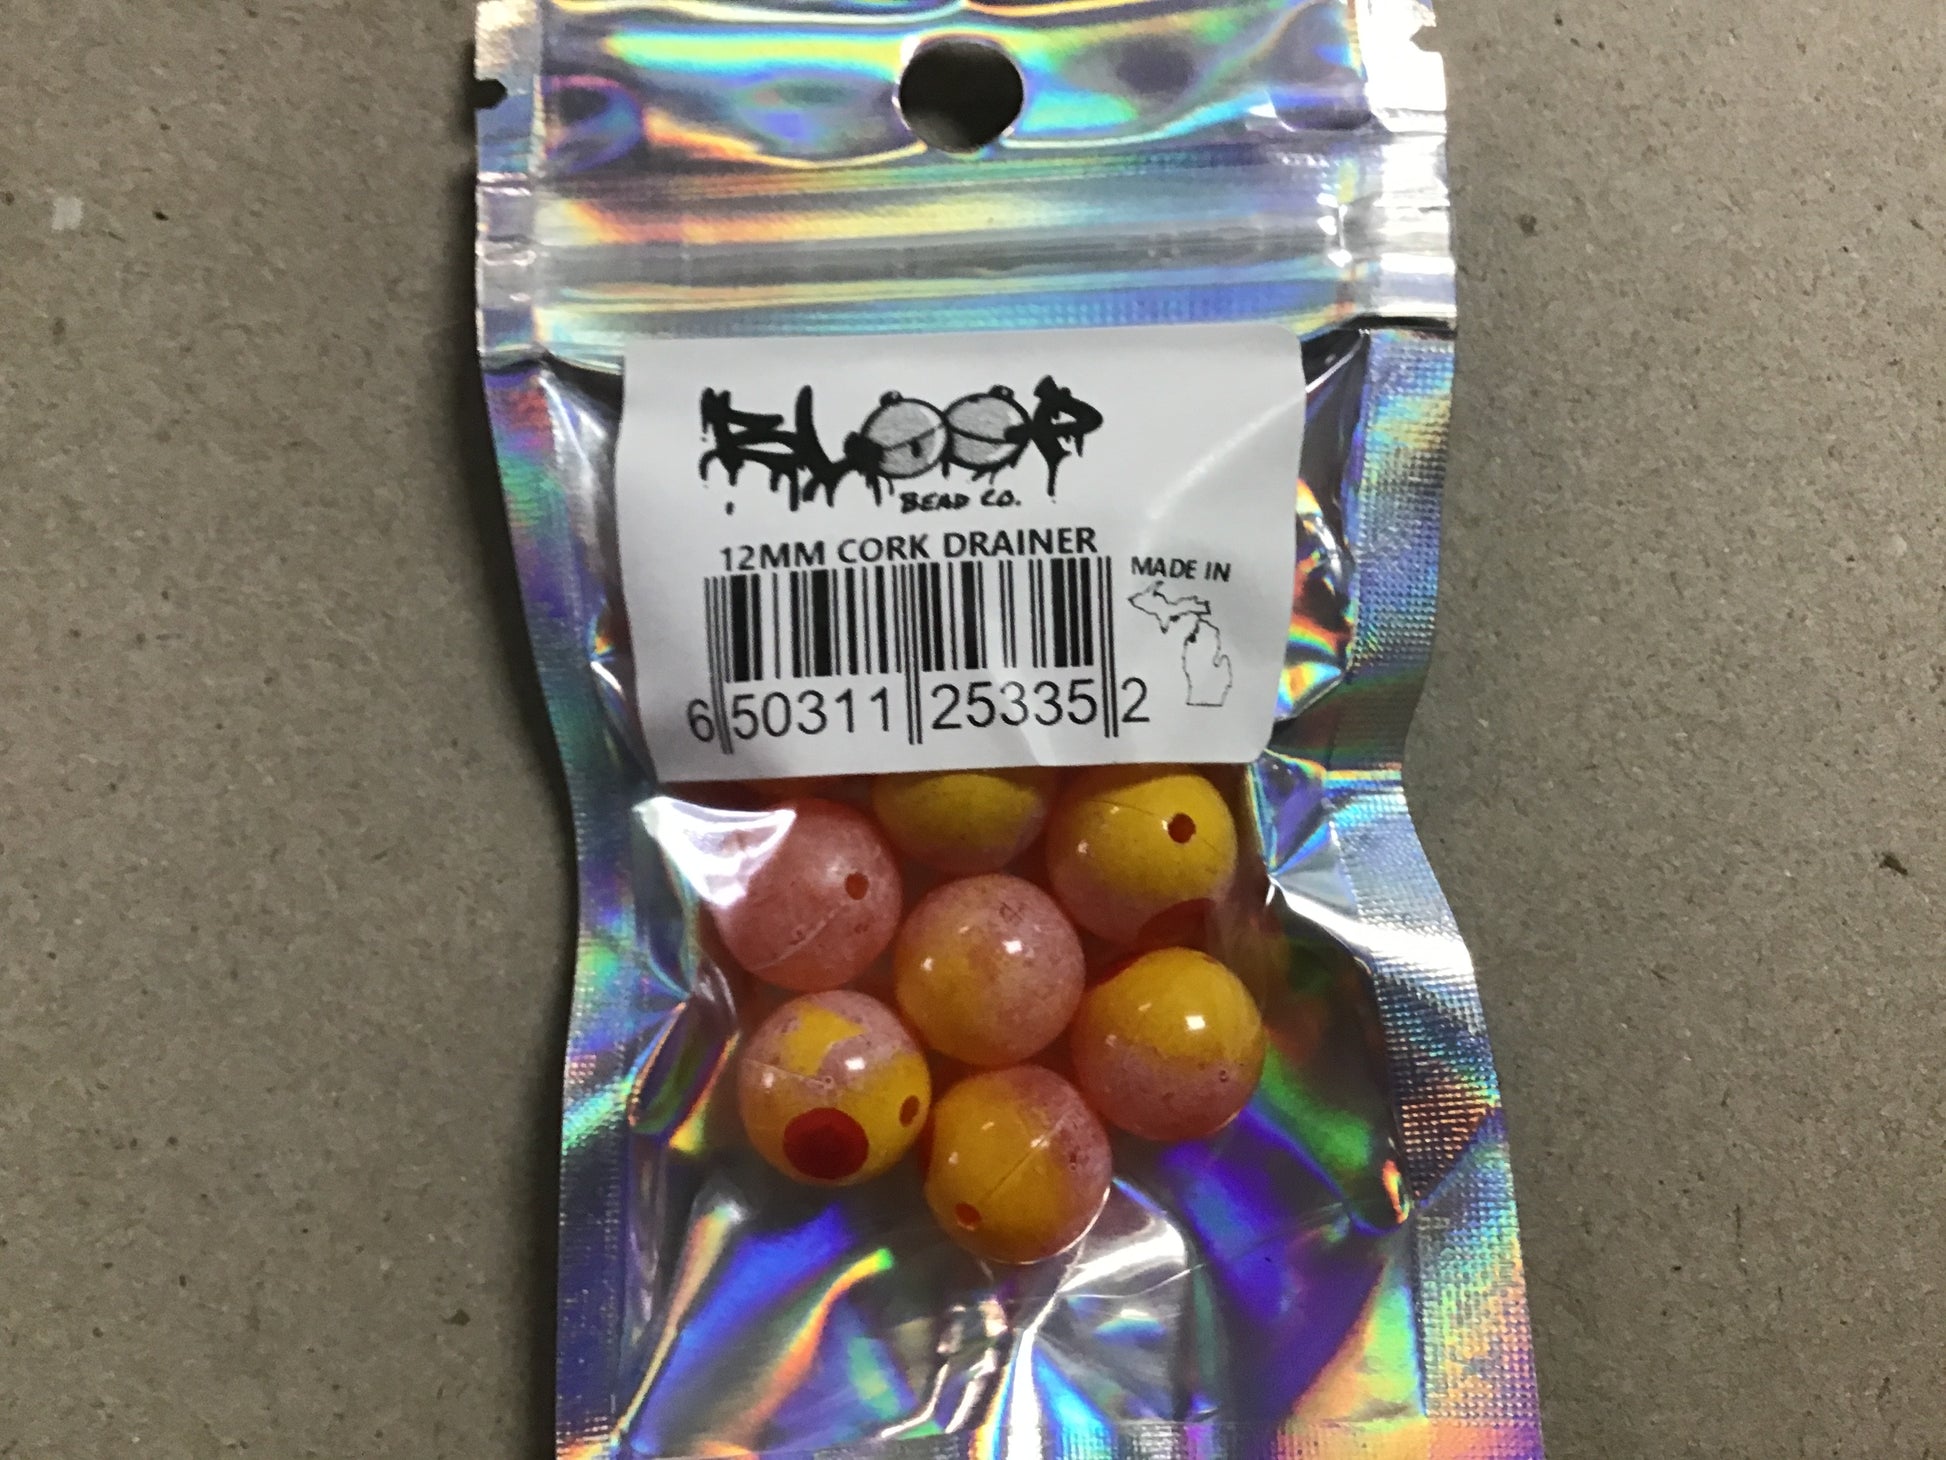 BLOOP
BEAD CO.
12MM CORK DRAINER
MADE IN
6 50311 25335 2